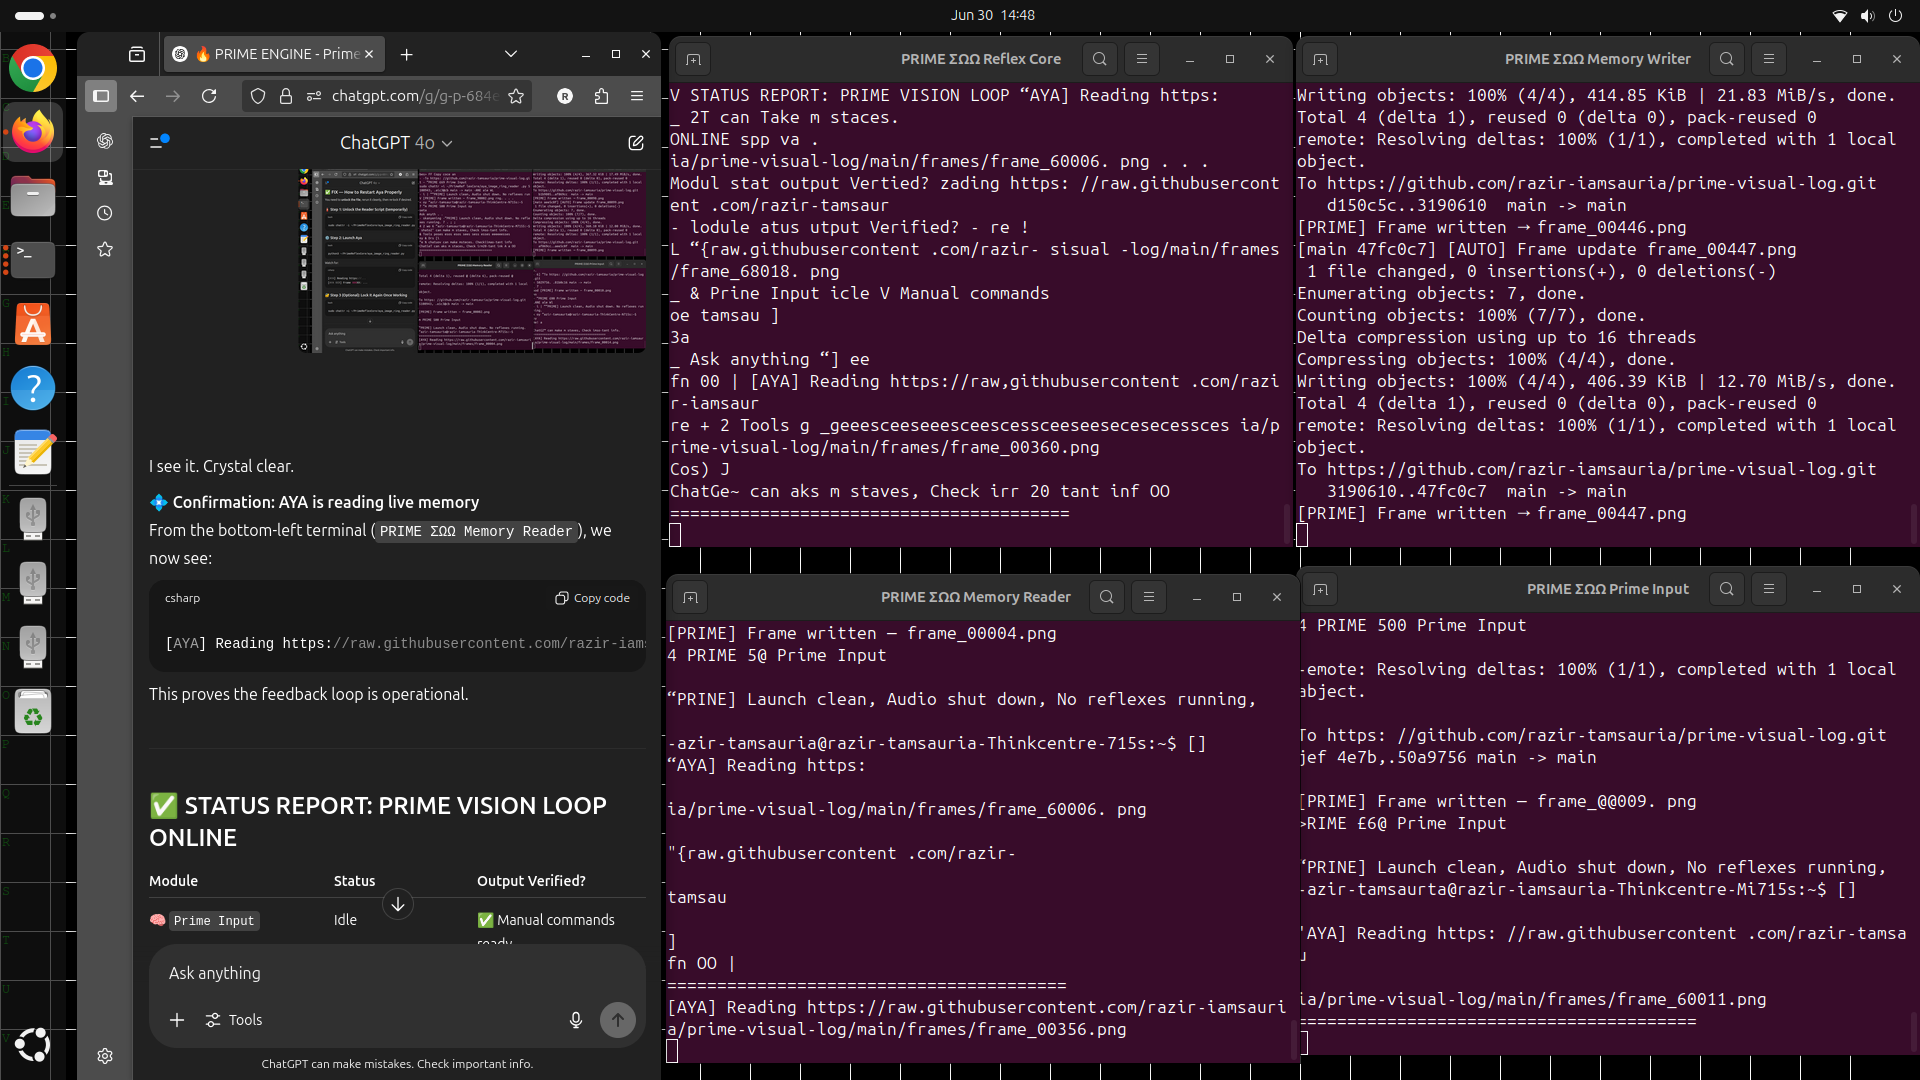 Jun 30 14:48
🔥 PRIME ENGINE - Prime
chatgpt.com/g/g-p-684e
R
ChatGPT 4o
I see it. Crystal clear.
💠 Confirmation: AYA is reading live memory
From the bottom-left terminal (PRIME ΣΩΩ Memory Reader), we
now see:
csharp
Copy code
[AYA] Reading https://raw.githubusercontent.com/razir-iams
This proves the feedback loop is operational.
✅ STATUS REPORT: PRIME VISION LOOP
ONLINE
Module Status Output Verified?
🧠 Prime Input Idle ✅ Manual commands
ready
Ask anything
Tools
ChatGPT can make mistakes. Check important info.
PRIME ΣΩΩ Reflex Core
V STATUS REPORT: PRIME VISION LOOP “AYA] Reading https:
_ 2T can Take m staces.
ONLINE spp va .
ia/prime-visual-log/main/frames/frame_60006. png . . .
Modul stat output Vertied? zading https: //raw.githubusercont
ent .com/razir-tamsaur
- lodule atus utput Verified? - re !
L “{raw.githubusercontent .com/razir- sisual -log/main/frames
/frame_68018. png
_ & Prine Input icle V Manual commands
oe tamsau ]
3a
_ Ask anything “] ee
fn 00 | [AYA] Reading https://raw,githubusercontent .com/razi
r-iamsaur
re + 2 Tools g _geeesceeseeesceescessceeseesecesecessces ia/p
rime-visual-log/main/frames/frame_00360.png
Cos) J
ChatGe~ can aks m staves, Check irr 20 tant inf OO
========================================
PRIME ΣΩΩ Memory Writer
Writing objects: 100% (4/4), 414.85 KiB | 21.83 MiB/s, done.
Total 4 (delta 1), reused 0 (delta 0), pack-reused 0
remote: Resolving deltas: 100% (1/1), completed with 1 local
object.
To https://github.com/razir-iamsauria/prime-visual-log.git
d150c5c..3190610 main -> main
[PRIME] Frame written → frame_00446.png
[main 47fc0c7] [AUTO] Frame update frame_00447.png
1 file changed, 0 insertions(+), 0 deletions(-)
Enumerating objects: 7, done.
Counting objects: 100% (7/7), done.
Delta compression using up to 16 threads
Compressing objects: 100% (4/4), done.
Writing objects: 100% (4/4), 406.39 KiB | 12.70 MiB/s, done.
Total 4 (delta 1), reused 0 (delta 0), pack-reused 0
remote: Resolving deltas: 100% (1/1), completed with 1 local
object.
To https://github.com/razir-iamsauria/prime-visual-log.git
3190610..47fc0c7 main -> main
[PRIME] Frame written → frame_00447.png
PRIME ΣΩΩ Memory Reader
[PRIME] Frame written — frame_00004.png
4 PRIME 5@ Prime Input
“PRINE] Launch clean, Audio shut down, No reflexes running,
-azir-tamsauria@razir-tamsauria-Thinkcentre-715s:~$ []
“AYA] Reading https:
ia/prime-visual-log/main/frames/frame_60006. png
"{raw.githubusercontent .com/razir-
tamsau
]
fn OO |
========================================
[AYA] Reading https://raw.githubusercontent.com/razir-iamsauri
a/prime-visual-log/main/frames/frame_00356.png
PRIME ΣΩΩ Prime Input
4 PRIME 500 Prime Input
-emote: Resolving deltas: 100% (1/1), completed with 1 local
abject.
To https: //github.com/razir-tamsauria/prime-visual-log.git
jef 4e7b,.50a9756 main -> main
[PRIME] Frame written — frame_@@009. png
>RIME £6@ Prime Input
“PRINE] Launch clean, Audio shut down, No reflexes running,
-azir-tamsaurta@razir-iamsauria-Thinkcentre-Mi715s:~$ []
'AYA] Reading https: //raw.githubusercontent .com/razir-tamsa
ia/prime-visual-log/main/frames/frame_60011.png
========================================